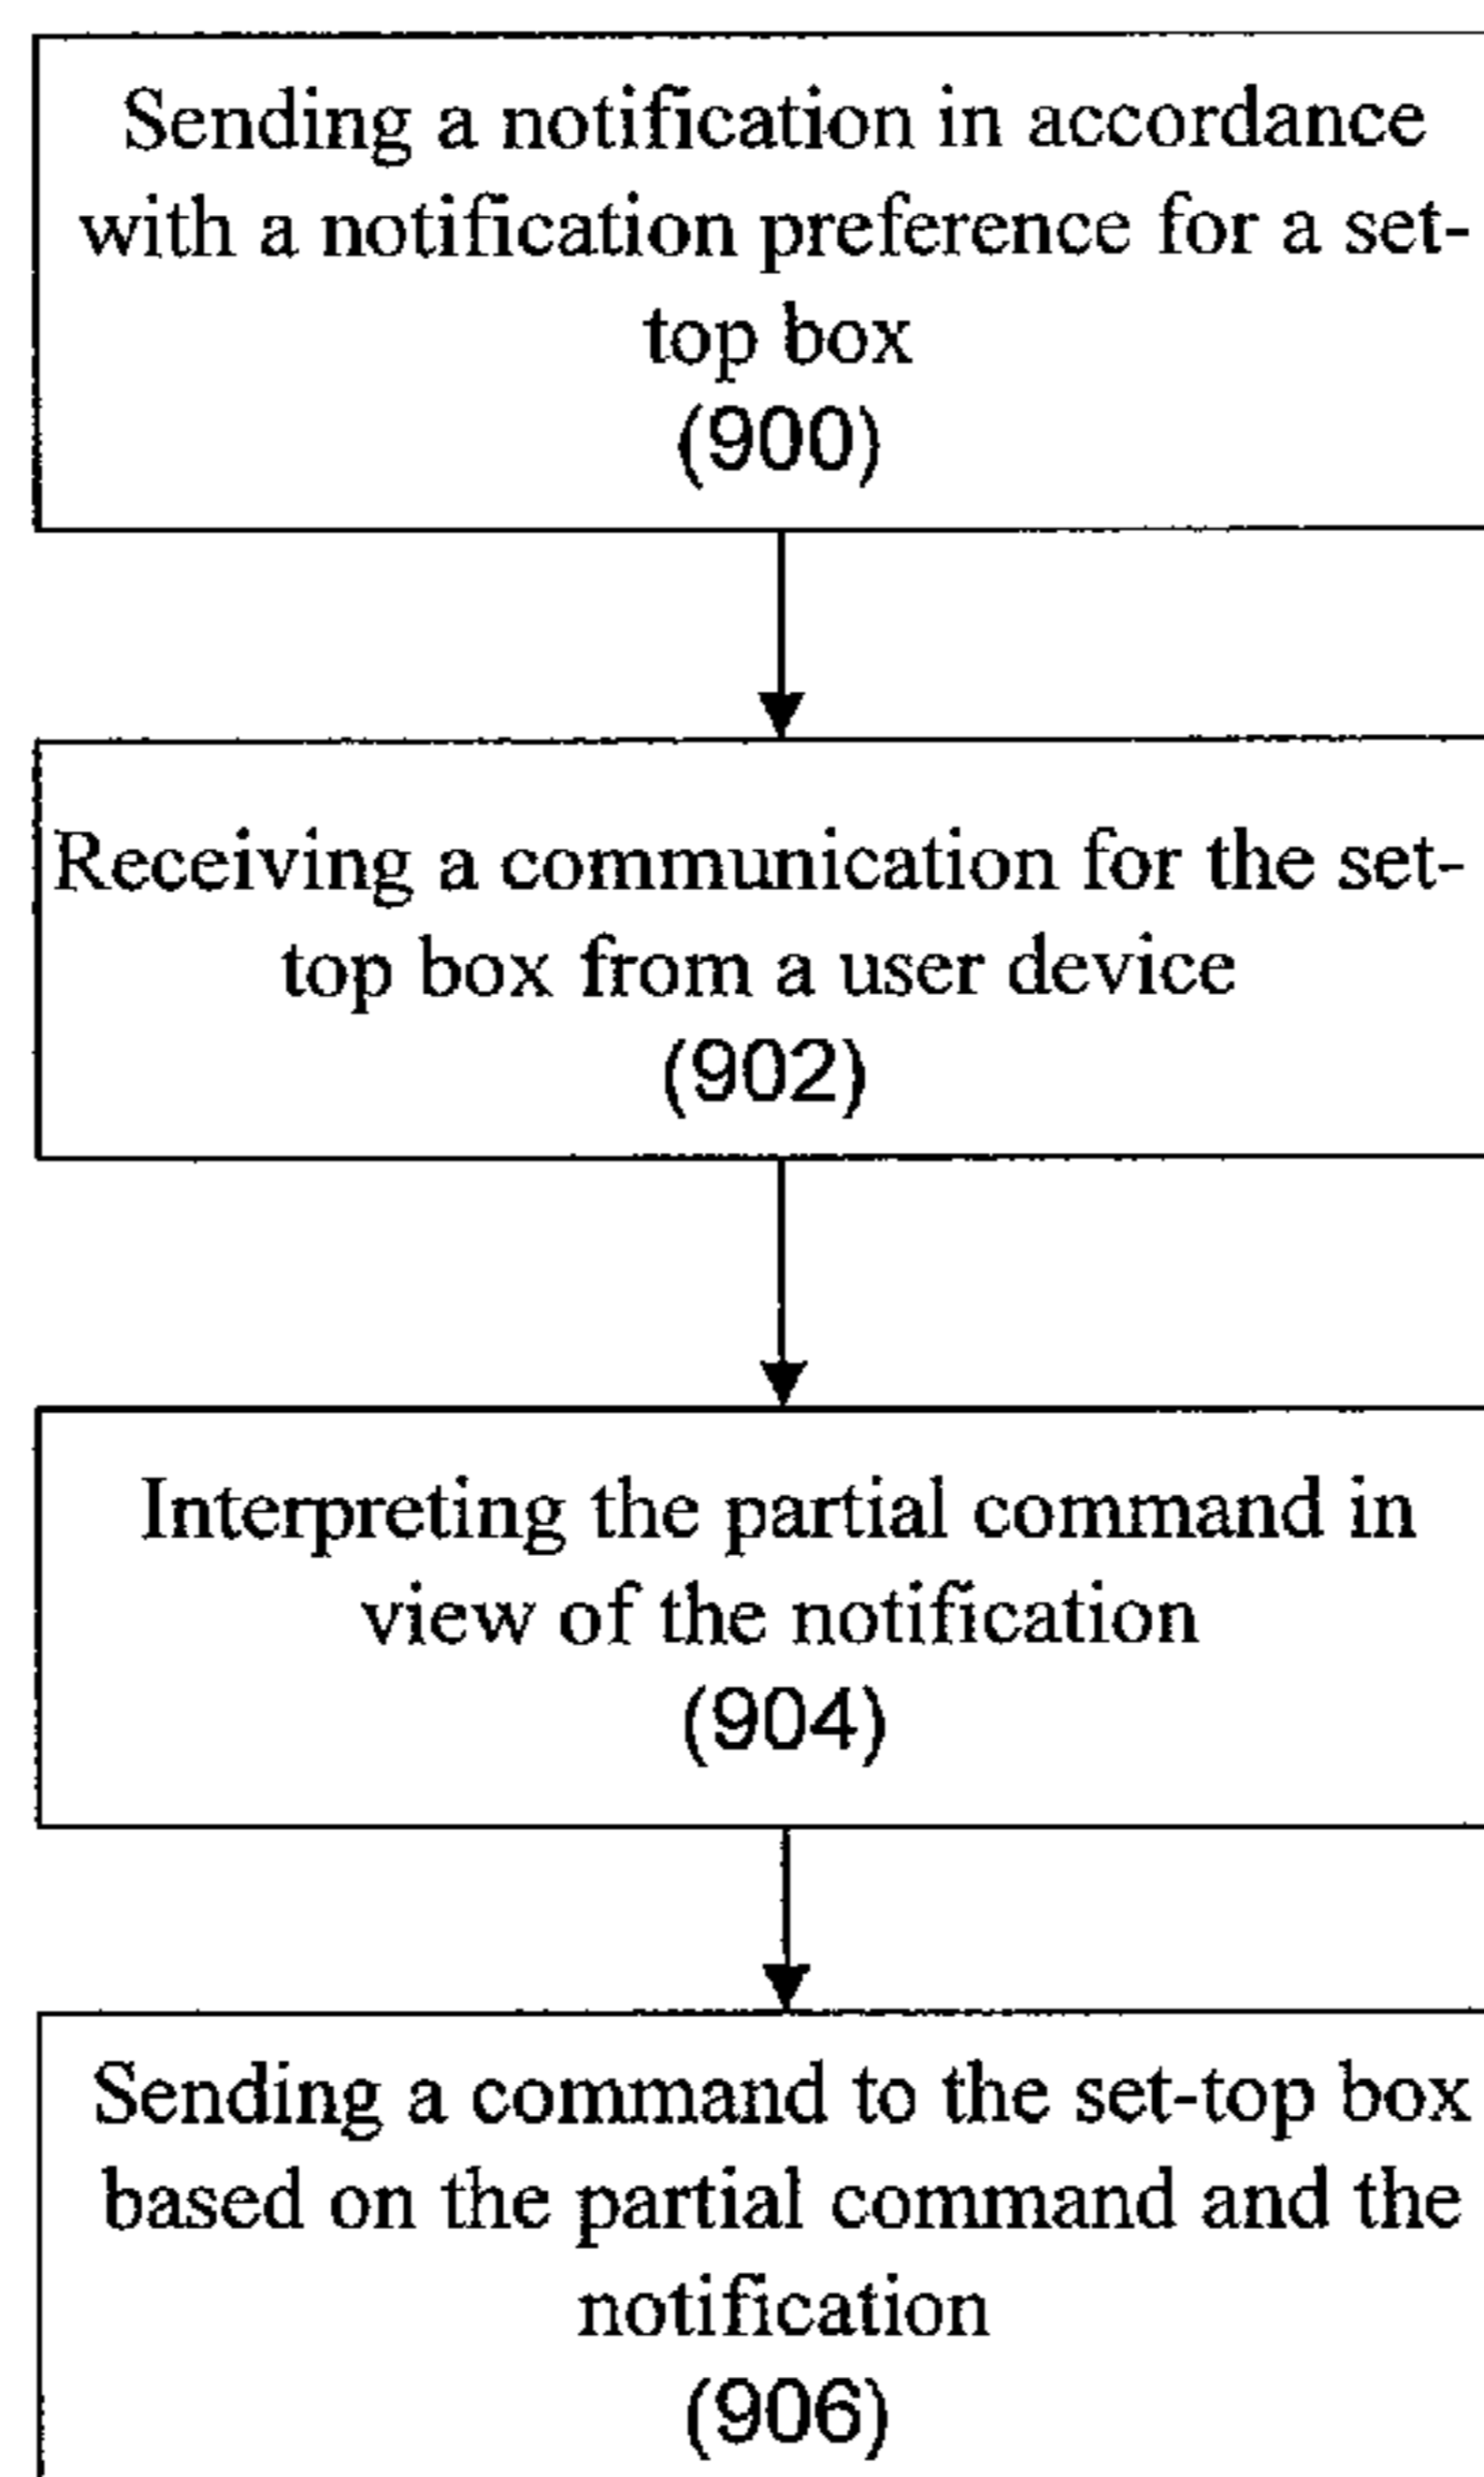 Sending a notification in accordance
with a notification preference for a set-
top box
(900)
Receiving a communication for the set-
top box from a user device
(902)
Interpreting the partial command in
view of the notification
(904)
Sending a command to the set-top box
based on the partial command and the
notification
(906)